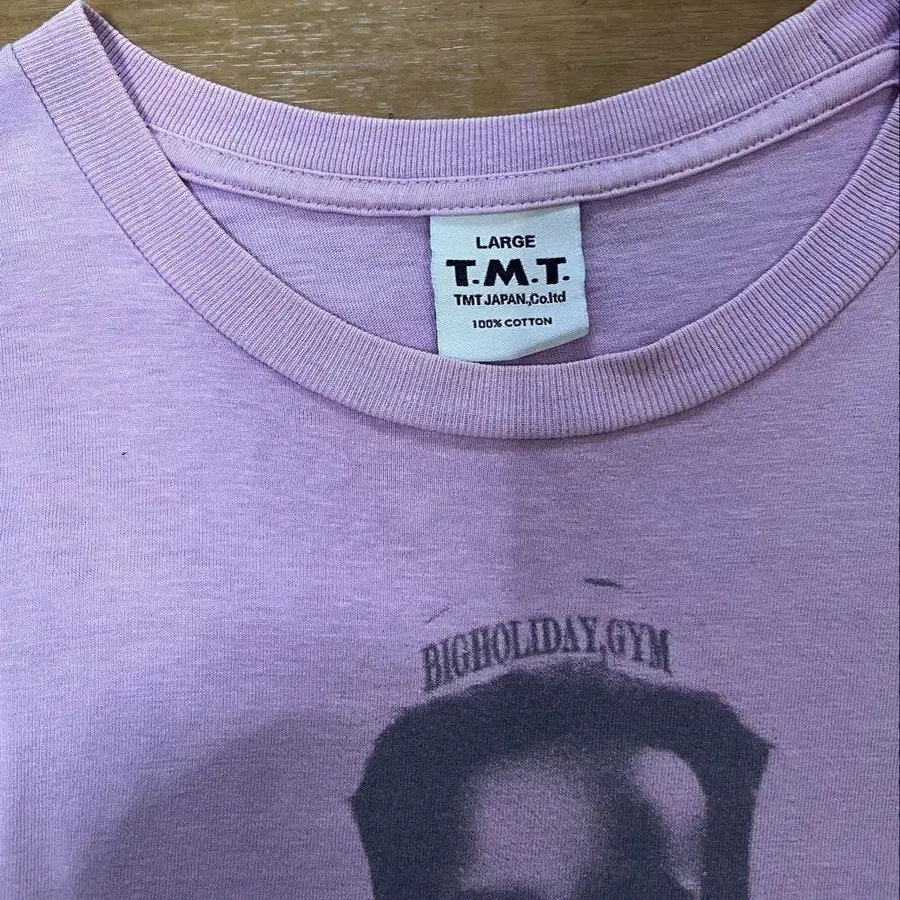 LARGE
T.M.T.
TMT JAPAN.,Co.ltd
100% COTTON
BIGHOLIDAY,GYM